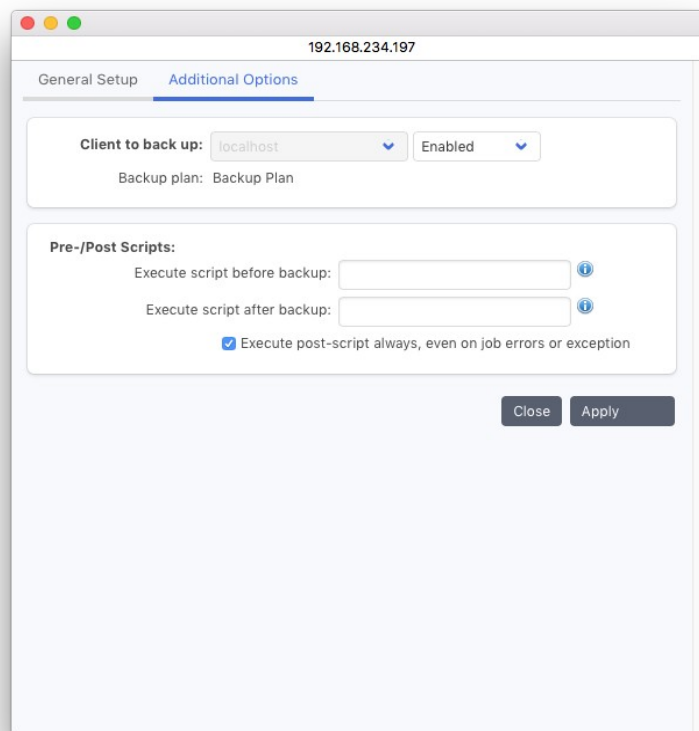 192.168.234.197
General Setup Additional Options
Client to back up: localhost Enabled
Backup plan: Backup Plan
Pre-/Post Scripts:
Execute script before backup:
Execute script after backup:
Execute post-script always, even on job errors or exception
Close Apply